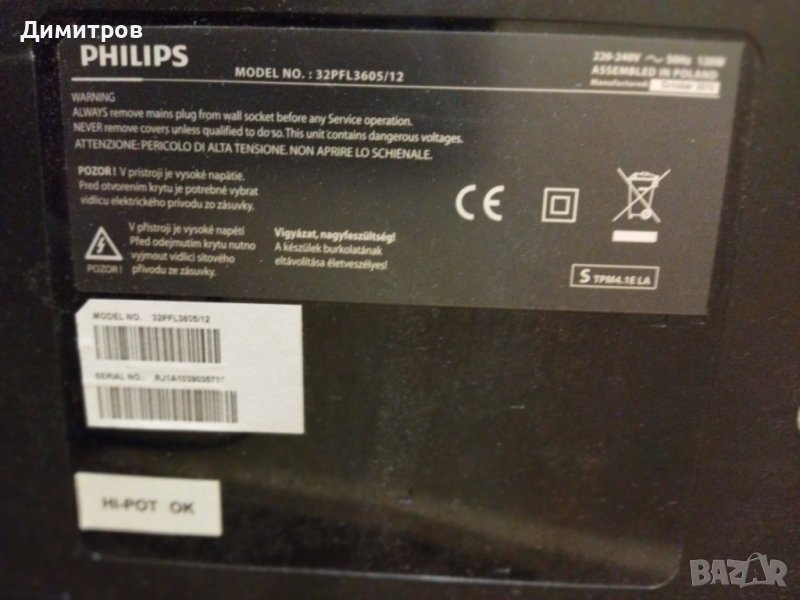 Димитров
PHILIPS
MODEL NO. : 32PFL3605/12
220-240V ~ 50Hz 120W
ASSEMBLED IN POLAND
Manufactured: October
WARNING
ALWAYS remove mains plug from wall socket before any Service operation.
NEVER remove covers unless qualified to do so. This unit contains dangerous voltages.
ATTENZIONE: PERICOLO DI ALTA TENSIONE. NON APRIRE LO SCHIENALE.
POZOR ! V prístroji je vysoké napätie.
Pred otvorením krytu je potrebné vybrat
vidlicu elektrického prívodu zo zásuvky.
POZOR !
V přístroji je vysoké napětí
Před odejmutím krytu nutno
vyjmout vidlici síťového
přívodu ze zásuvky.
Vigyázat, nagyfeszültség!
A készülek burkolatának
eltávolítása életveszélyes!
CE
S TPM4.1E LA
MODEL NO. 32PFL3605/12
SERIAL NO.: RJ1A1039035711
HI-POT OK
BAZAR